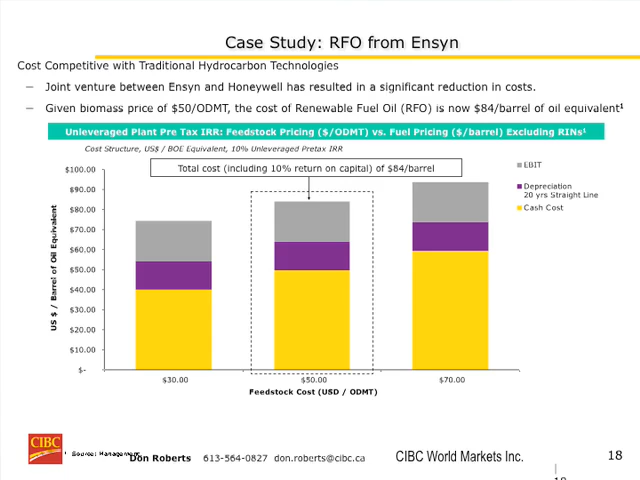 Case Study: RFO from Ensyn
Cost Competitive with Traditional Hydrocarbon Technologies
– Joint venture between Ensyn and Honeywell has resulted in a significant reduction in costs.
– Given biomass price of $50/ODMT, the cost of Renewable Fuel Oil (RFO) is now $84/barrel of oil equivalent¹
Unleveraged Plant Pre Tax IRR: Feedstock Pricing ($/ODMT) vs. Fuel Pricing ($/barrel) Excluding RINs¹
Cost Structure, US$ / BOE Equivalent, 10% Unleveraged Pretax IRR
Total cost (including 10% return on capital) of $84/barrel
EBIT
Depreciation
20 yrs Straight Line
Cash Cost
US $ / Barrel of Oil Equivalent
$100.00
$90.00
$80.00
$70.00
$60.00
$50.00
$40.00
$30.00
$20.00
$10.00
$-
$30.00 $50.00 $70.00
Feedstock Cost (USD / ODMT)
CIBC
¹ Source: Management
Don Roberts 613-564-0827 don.roberts@cibc.ca
CIBC World Markets Inc.
18